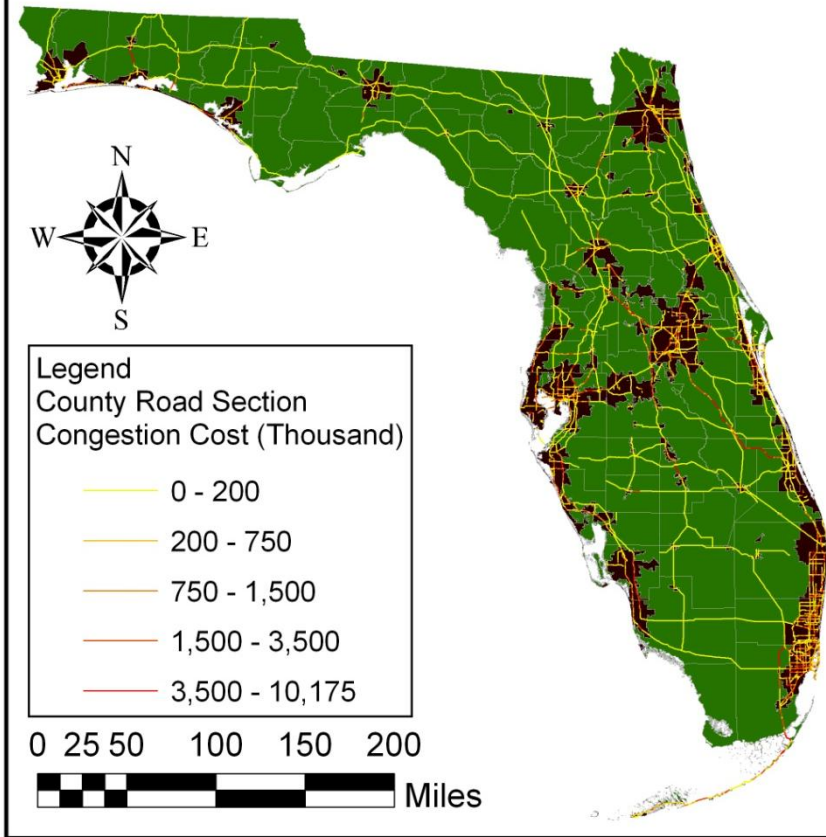 N
W E
S
Legend
County Road Section
Congestion Cost (Thousand)
0 - 200
200 - 750
750 - 1,500
1,500 - 3,500
3,500 - 10,175
0 25 50 100 150 200
Miles